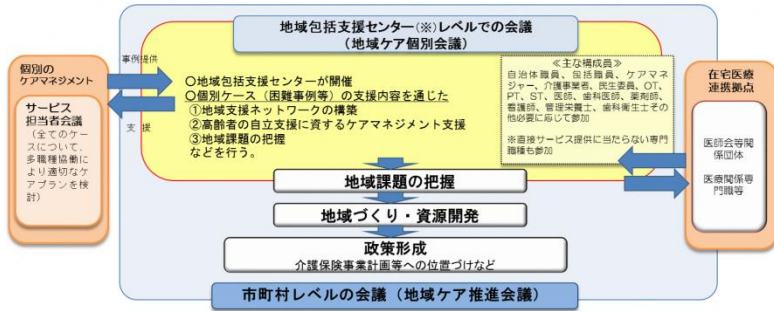 地域包括支援センター(※)レベルでの会議
(地域ケア個別会議)
事例提供
支 援
個別の
ケアマネジメント
サービス
担当者会議
(全てのケー
スについて、
多職種協働に
より適切なケ
アプランを検
討)
○地域包括支援センターが開催
○個別ケース(困難事例等)の支援内容を通じた
①地域支援ネットワークの構築
②高齢者の自立支援に資するケアマネジメント支援
③地域課題の把握
などを行う。
≪主な構成員≫
自治体職員、包括職員、ケアマネ
ジャー、介護事業者、民生委員、OT、
PT、ST、医師、歯科医師、薬剤師、
看護師、管理栄養士、歯科衛生士そ
の他必要に応じて参加
※直接サービス提供に当たらない専門
職種も参加
在宅医療
連携拠点
医師会等関
係団体
医療関係専
門職等
地域課題の把握
地域づくり・資源開発
政策形成
介護保険事業計画等への位置づけなど
市町村レベルの会議(地域ケア推進会議)